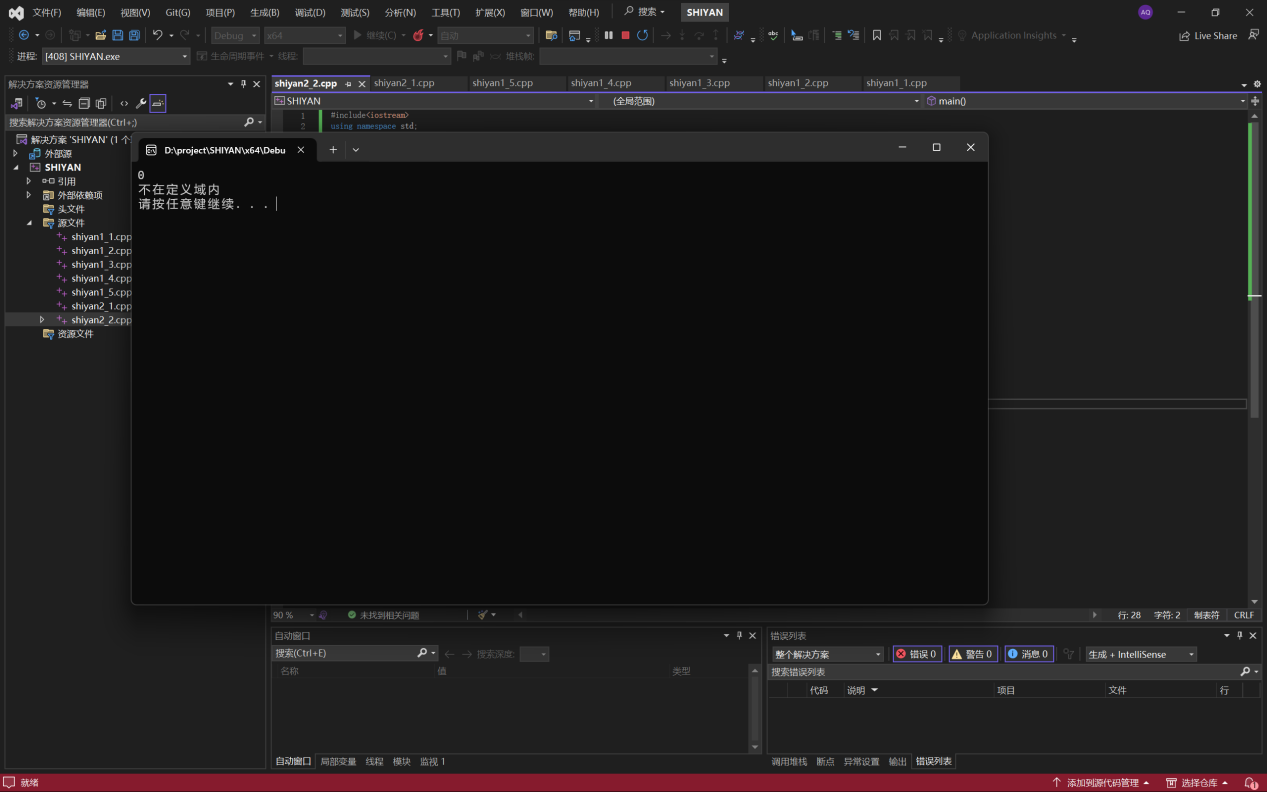 文件(F) 编辑(E) 视图(V) Git(G) 项目(P) 生成(B) 调试(D) 测试(S) 分析(N) 工具(T) 扩展(X) 窗口(W) 帮助(H) 搜索 SHIYAN AQ
Debug x64 继续(C) 自动 Application Insights Live Share
进程: [408] SHIYAN.exe 生命周期事件 线程: 堆栈帧:
解决方案资源管理器
搜索解决方案资源管理器(Ctrl+;)
解决方案 'SHIYAN' (1 个
外部源
SHIYAN
引用
外部依赖项
头文件
源文件
shiyan1_1.cpp
shiyan1_2.cpp
shiyan1_3.cpp
shiyan1_4.cpp
shiyan1_5.cpp
shiyan2_1.cpp
shiyan2_2.cpp
资源文件
shiyan2_2.cpp shiyan2_1.cpp shiyan1_5.cpp shiyan1_4.cpp shiyan1_3.cpp shiyan1_2.cpp shiyan1_1.cpp
SHIYAN (全局范围) main()
1 #include<iostream>
2 using namespace std;
D:\project\SHIYAN\x64\Debu
0
不在定义域内
请按任意键继续. . .
90 % 未找到相关问题 行: 28 字符: 2 制表符 CRLF
自动窗口
搜索(Ctrl+E) 搜索深度:
名称 值 类型
自动窗口 局部变量 线程 模块 监视 1
错误列表
整个解决方案 错误 0 警告 0 消息 0 生成 + IntelliSense
搜索错误列表
代码 说明 项目 文件 行
调用堆栈 断点 异常设置 输出 错误列表
就绪 添加到源代码管理 选择仓库 1